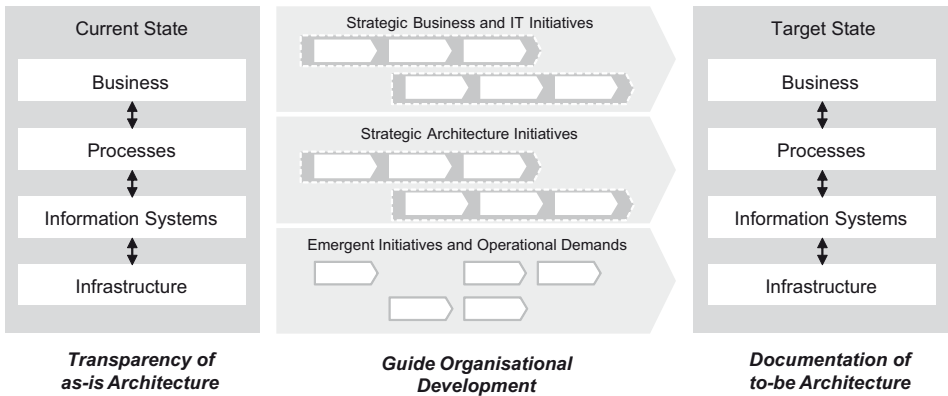 Current State
Business
Processes
Information Systems
Infrastructure
Transparency of
as-is Architecture
Strategic Business and IT Initiatives
Strategic Architecture Initiatives
Emergent Initiatives and Operational Demands
Guide Organisational
Development
Target State
Business
Processes
Information Systems
Infrastructure
Documentation of
to-be Architecture